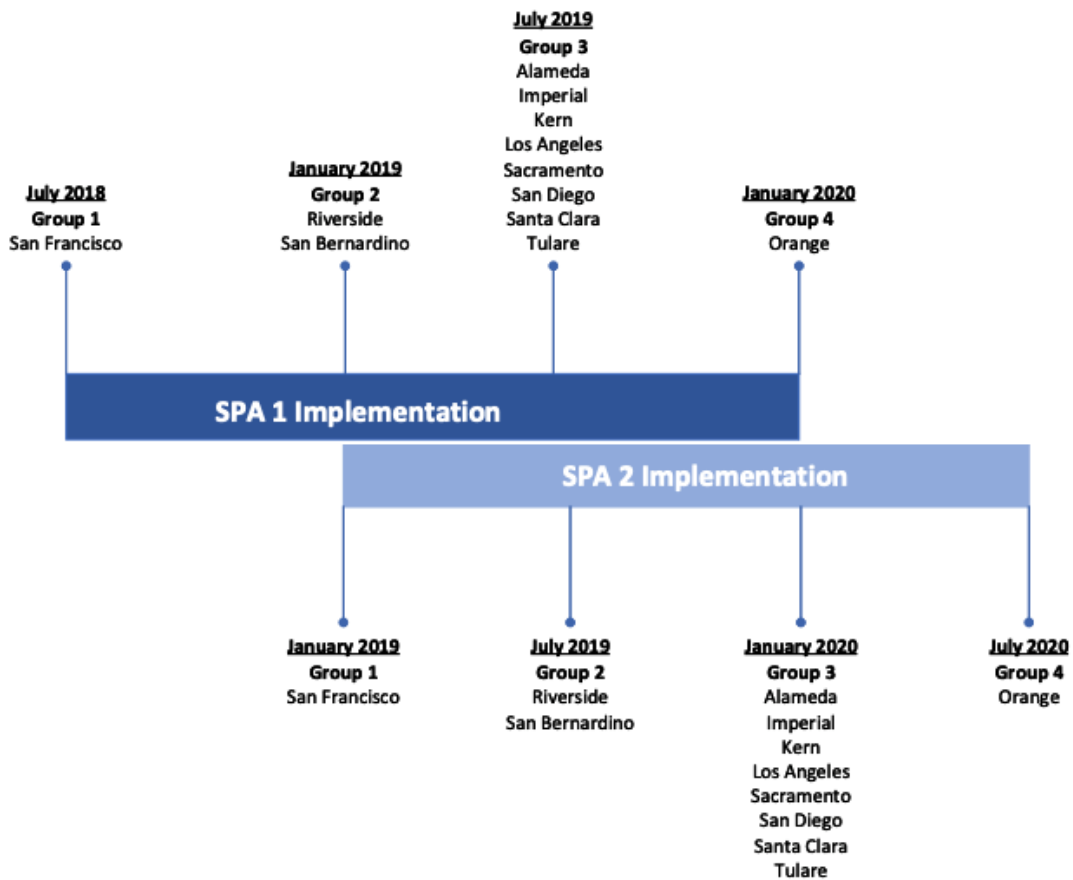 July 2018
Group 1
San Francisco
January 2019
Group 2
Riverside
San Bernardino
July 2019
Group 3
Alameda
Imperial
Kern
Los Angeles
Sacramento
San Diego
Santa Clara
Tulare
January 2020
Group 4
Orange
SPA 1 Implementation
SPA 2 Implementation
January 2019
Group 1
San Francisco
July 2019
Group 2
Riverside
San Bernardino
January 2020
Group 3
Alameda
Imperial
Kern
Los Angeles
Sacramento
San Diego
Santa Clara
Tulare
July 2020
Group 4
Orange